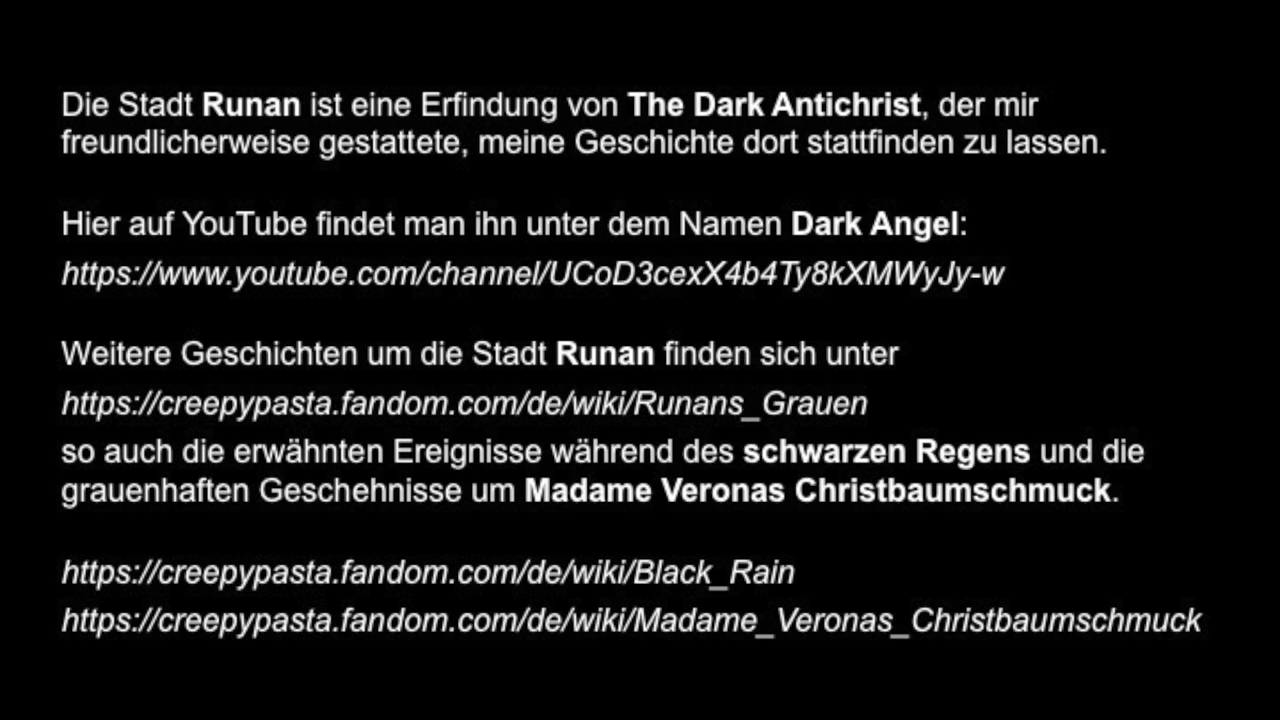 Die Stadt Runan ist eine Erfindung von The Dark Antichrist, der mir
freundlicherweise gestattete, meine Geschichte dort stattfinden zu lassen.
Hier auf YouTube findet man ihn unter dem Namen Dark Angel:
https://www.youtube.com/channel/UCoD3cexX4b4Ty8kXMWyJy-w
Weitere Geschichten um die Stadt Runan finden sich unter
https://creepypasta.fandom.com/de/wiki/Runans_Grauen
so auch die erwähnten Ereignisse während des schwarzen Regens und die
grauenhaften Geschehnisse um Madame Veronas Christbaumschmuck.
https://creepypasta.fandom.com/de/wiki/Black_Rain
https://creepypasta.fandom.com/de/wiki/Madame_Veronas_Christbaumschmuck